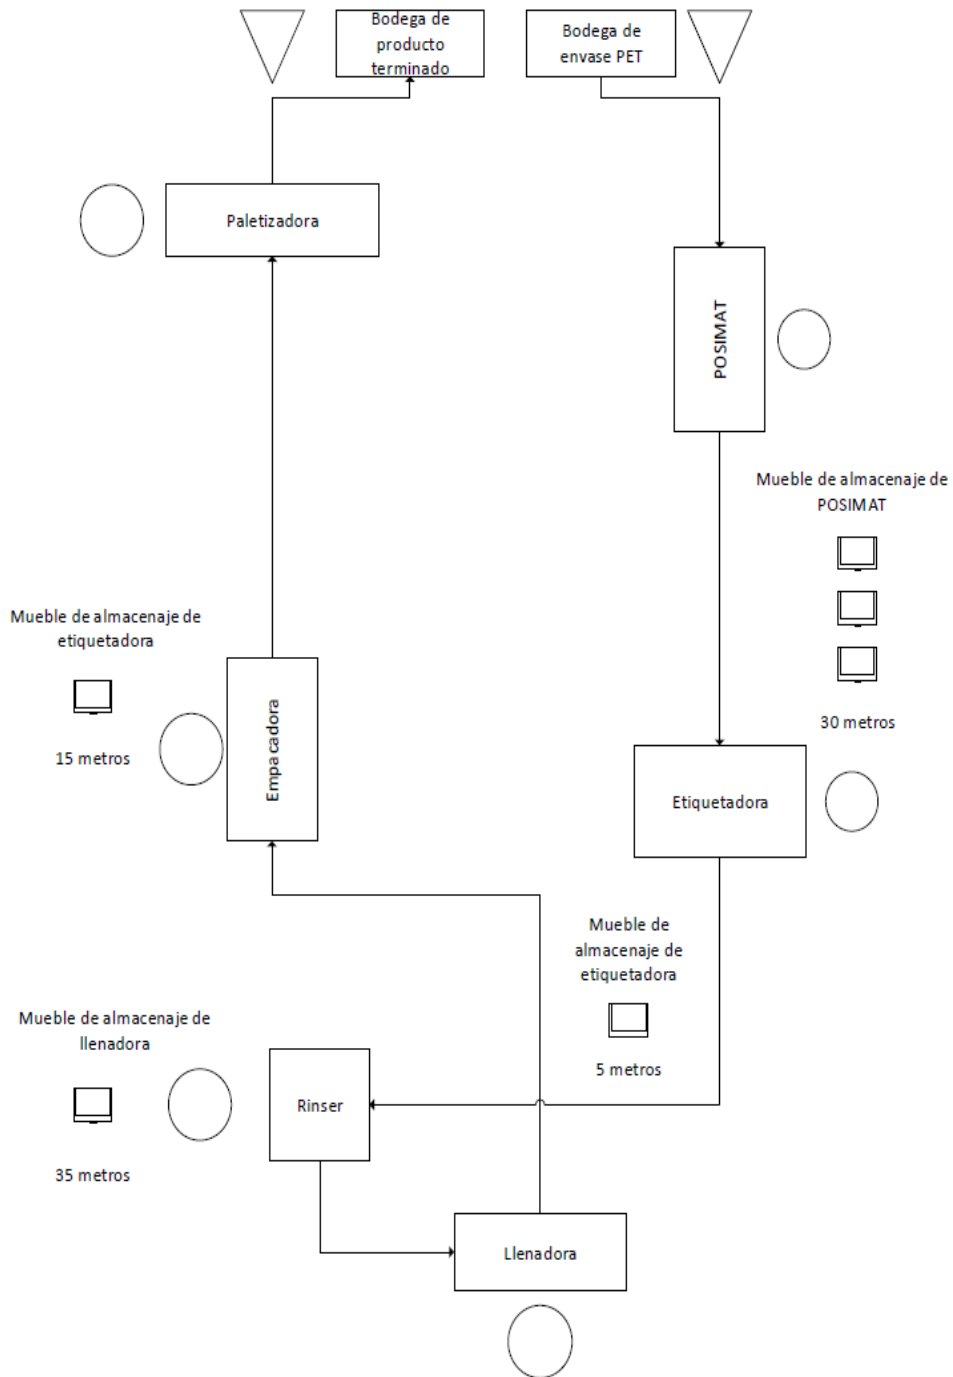 Bodega de
producto
terminado
Bodega de
envase PET
Paletizadora
POSIMAT
Mueble de almacenaje de
POSIMAT
30 metros
Mueble de almacenaje de
etiquetadora
15 metros
Empacadora
Etiquetadora
Mueble de
almacenaje de
etiquetadora
5 metros
Mueble de almacenaje de
llenadora
35 metros
Rinser
Llenadora